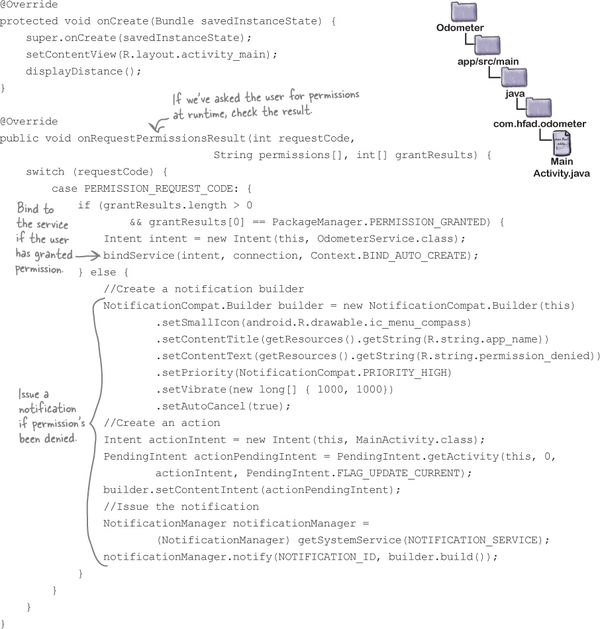 @Override
protected void onCreate(Bundle savedInstanceState) {
super.onCreate(savedInstanceState);
setContentView(R.layout.activity_main);
displayDistance();
}
Odometer
app/src/main
java
com.hfad.odometer
Main
Activity.java
If we've asked the user for permissions
at runtime, check the result.
@Override
public void onRequestPermissionsResult(int requestCode,
String permissions[], int[] grantResults) {
switch (requestCode) {
case PERMISSION_REQUEST_CODE: {
if (grantResults.length > 0
&& grantResults[0] == PackageManager.PERMISSION_GRANTED) {
Intent intent = new Intent(this, OdometerService.class);
bindService(intent, connection, Context.BIND_AUTO_CREATE);
Bind to
the service
if the user
has granted
permission.
} else {
//Create a notification builder
NotificationCompat.Builder builder = new NotificationCompat.Builder(this)
.setSmallIcon(android.R.drawable.ic_menu_compass)
.setContentTitle(getResources().getString(R.string.app_name))
.setContentText(getResources().getString(R.string.permission_denied))
.setPriority(NotificationCompat.PRIORITY_HIGH)
.setVibrate(new long[] { 1000, 1000})
.setAutoCancel(true);
Issue a
notification
if permission's
been denied.
//Create an action
Intent actionIntent = new Intent(this, MainActivity.class);
PendingIntent actionPendingIntent = PendingIntent.getActivity(this, 0,
actionIntent, PendingIntent.FLAG_UPDATE_CURRENT);
builder.setContentIntent(actionPendingIntent);
//Issue the notification
NotificationManager notificationManager =
(NotificationManager) getSystemService(NOTIFICATION_SERVICE);
notificationManager.notify(NOTIFICATION_ID, builder.build());
}
}
}
}